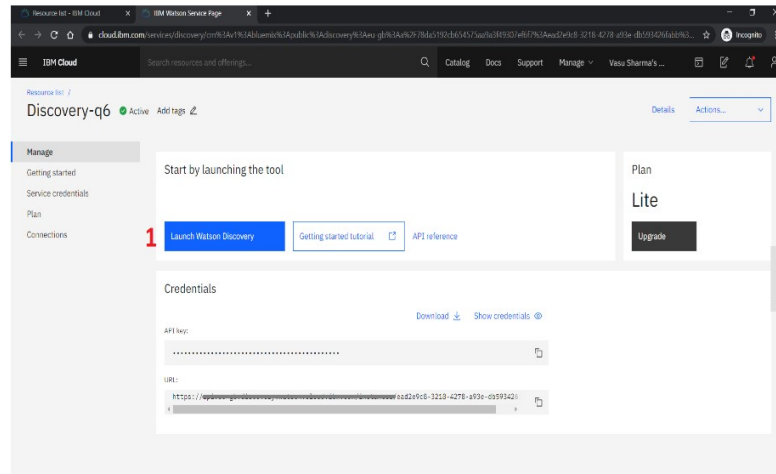 Resource list - IBM Cloud
IBM Watson Service Page
cloud.ibm.com/services/discovery/
Incognito
IBM Cloud
Search resources and offerings...
Catalog
Docs
Support
Manage
Vasu Sharma's ...
Resource list /
Discovery-q6
Active
Add tags
Details
Actions...
Manage
Getting started
Service credentials
Plan
Connections
Start by launching the tool
1
Launch Watson Discovery
Getting started tutorial
API reference
Plan
Lite
Upgrade
Credentials
Download
Show credentials
API key:
URL:
https://